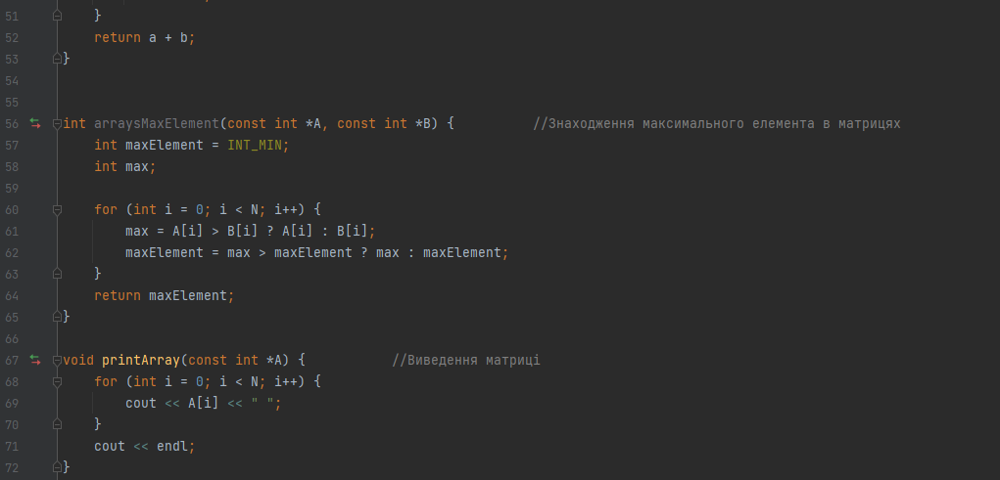 51 }
52 return a + b;
53 }
54
55
56 int arraysMaxElement(const int *A, const int *B) { //Знаходження максимального елемента в матрицях
57 int maxElement = INT_MIN;
58 int max;
59
60 for (int i = 0; i < N; i++) {
61 max = A[i] > B[i] ? A[i] : B[i];
62 maxElement = max > maxElement ? max : maxElement;
63 }
64 return maxElement;
65 }
66
67 void printArray(const int *A) { //Виведення матриці
68 for (int i = 0; i < N; i++) {
69 cout << A[i] << " ";
70 }
71 cout << endl;
72 }